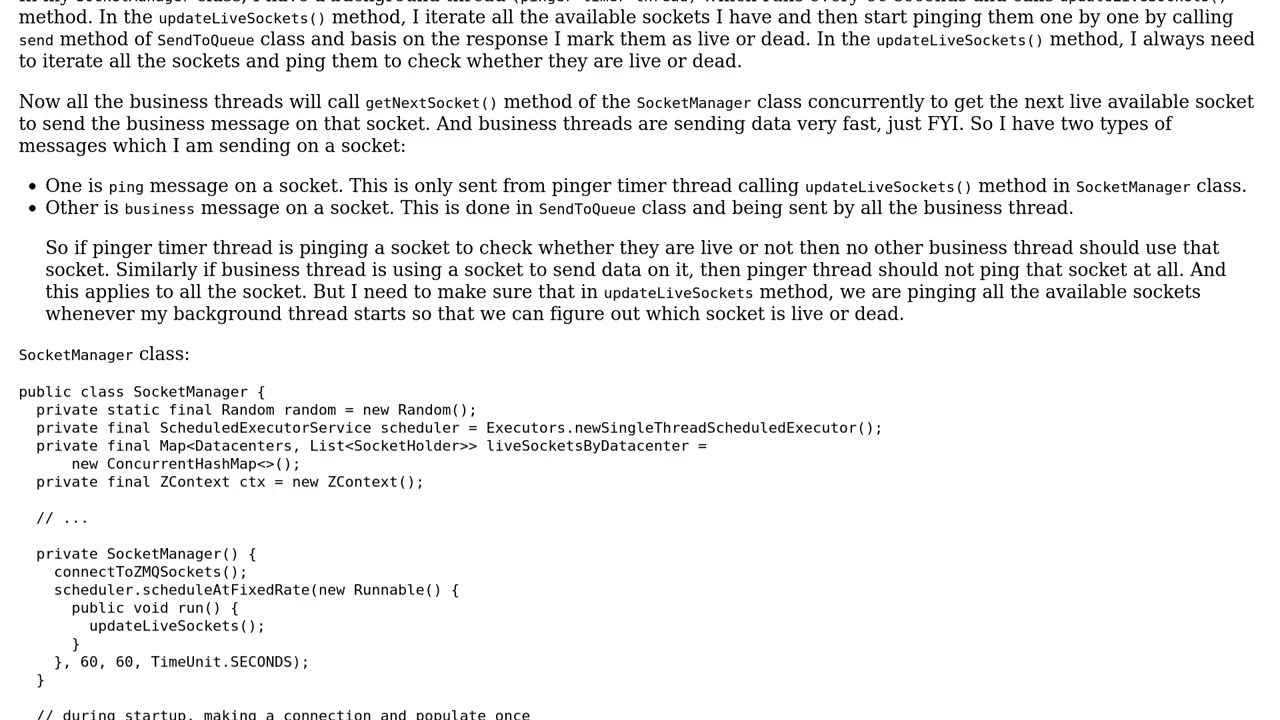 method. In the updateLiveSockets() method, I iterate all the available sockets I have and then start pinging them one by one by calling
send method of SendToQueue class and basis on the response I mark them as live or dead. In the updateLiveSockets() method, I always need
to iterate all the sockets and ping them to check whether they are live or dead.
Now all the business threads will call getNextSocket() method of the SocketManager class concurrently to get the next live available socket
to send the business message on that socket. And business threads are sending data very fast, just FYI. So I have two types of
messages which I am sending on a socket:
• One is ping message on a socket. This is only sent from pinger timer thread calling updateLiveSockets() method in SocketManager class.
• Other is business message on a socket. This is done in SendToQueue class and being sent by all the business thread.
So if pinger timer thread is pinging a socket to check whether they are live or not then no other business thread should use that
socket. Similarly if business thread is using a socket to send data on it, then pinger thread should not ping that socket at all. And
this applies to all the socket. But I need to make sure that in updateLiveSockets method, we are pinging all the available sockets
whenever my background thread starts so that we can figure out which socket is live or dead.
SocketManager class:
public class SocketManager {
  private static final Random random = new Random();
  private final ScheduledExecutorService scheduler = Executors.newSingleThreadScheduledExecutor();
  private final Map<Datacenters, List<SocketHolder>> liveSocketsByDatacenter =
      new ConcurrentHashMap<>();
  private final ZContext ctx = new ZContext();
  // ...
  private SocketManager() {
    connectToZMQSockets();
    scheduler.scheduleAtFixedRate(new Runnable() {
      public void run() {
        updateLiveSockets();
      }
    }, 60, 60, TimeUnit.SECONDS);
  }
  // during startup, making a connection and populate once